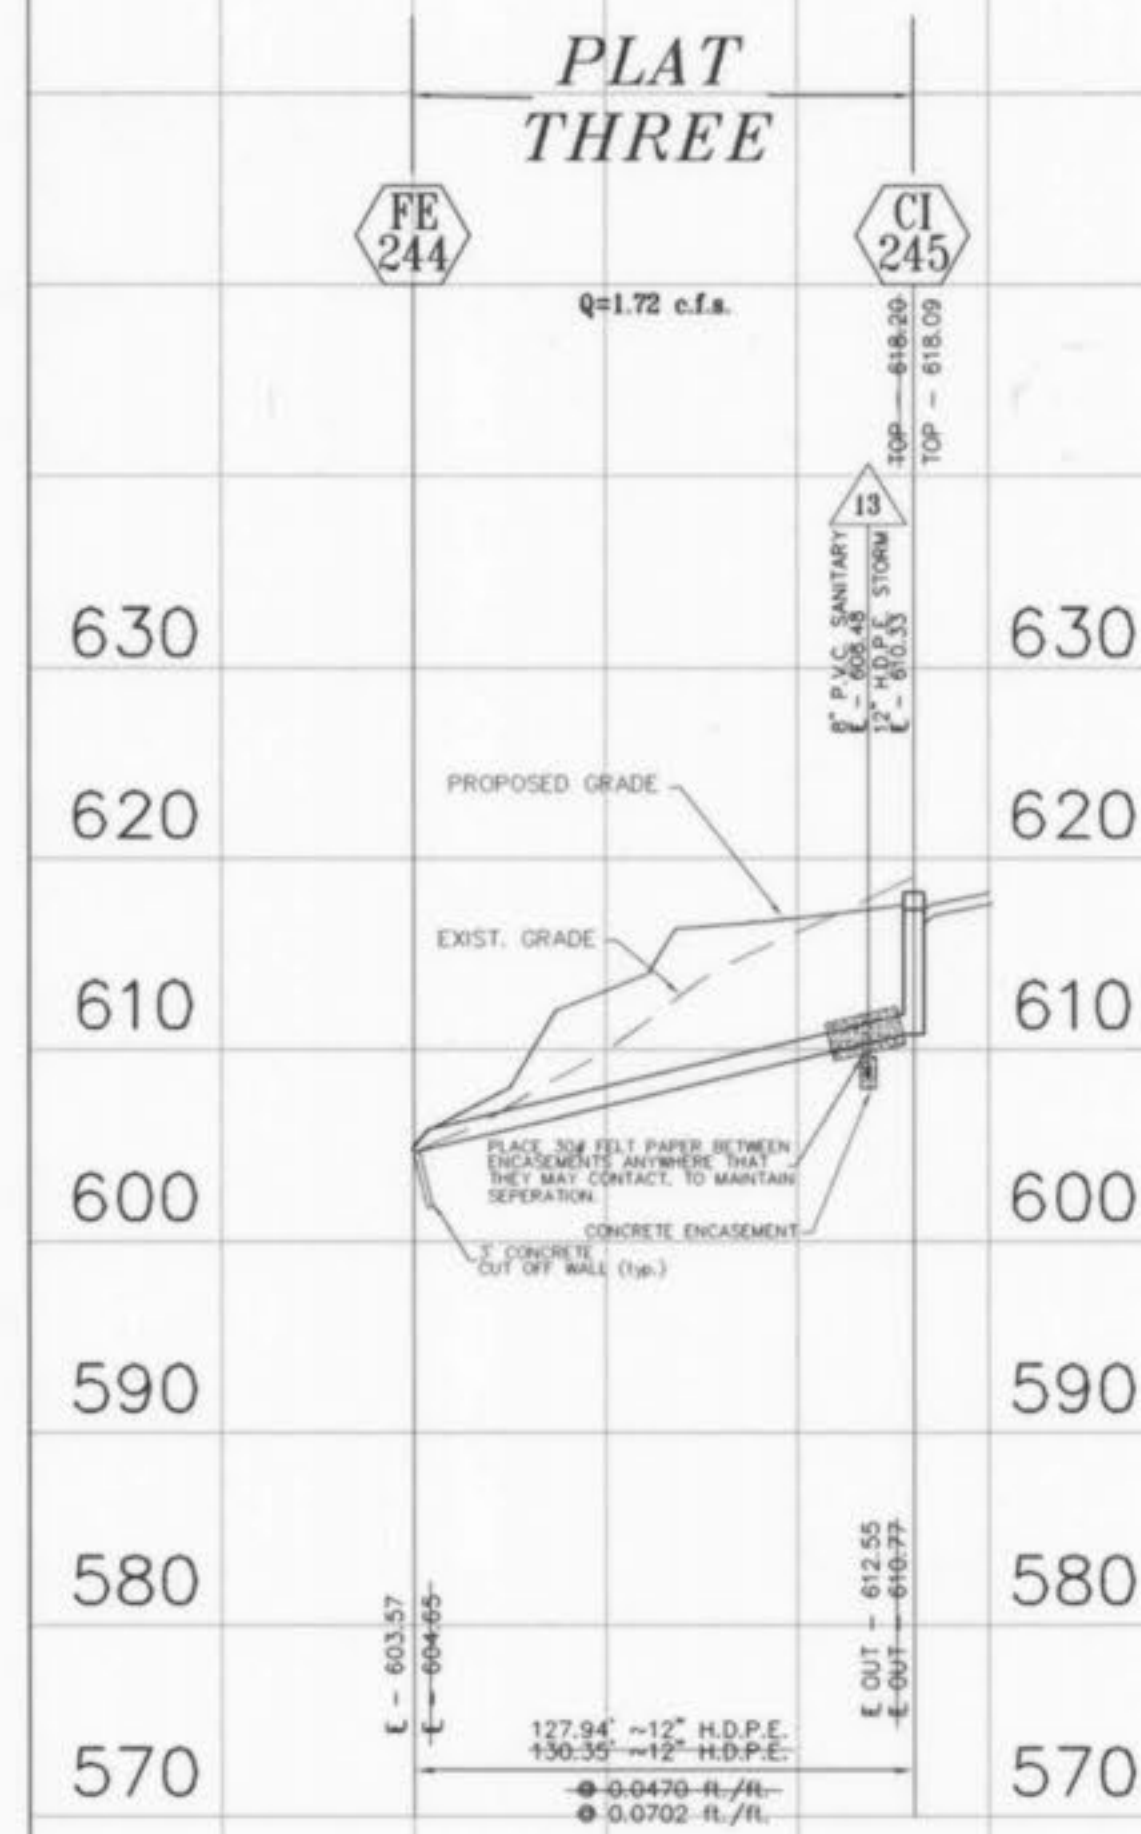 PLAT
THREE
FE
244
CI
245
Q=1.72 c.f.s.
TOP - 618.20
TOP - 618.09
13
8" P.V.C. SANITARY
E - 608.48
12" H.D.P.E. STORM
E - 610.33
630
630
PROPOSED GRADE
620
620
EXIST. GRADE
610
610
PLACE 30# FELT PAPER BETWEEN
ENCASEMENTS ANYWHERE THAT
THEY MAY CONTACT, TO MAINTAIN
SEPERATION.
600
600
CONCRETE ENCASEMENT
3' CONCRETE
CUT OFF WALL (typ.)
590
590
580
580
E - 603.57
E - 604.65
E OUT - 612.55
E OUT - 610.77
127.94' ~12" H.D.P.E.
130.35' ~12" H.D.P.E.
570
570
@ 0.0470 ft./ft.
@ 0.0702 ft./ft.